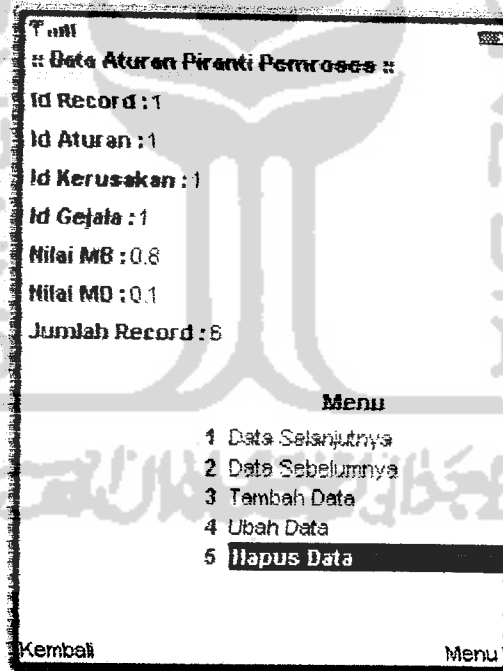 :: Data Aturan Piranti Pemroses ::
Id Record : 1
Id Aturan : 1
Id Kerusakan : 1
Id Gejala : 1
Nilai MB : 0.8
Nilai MD : 0.1
Jumlah Record : 6
Menu
1 Data Selanjutnya
2 Data Sebelumnya
3 Tambah Data
4 Ubah Data
5 Hapus Data
Kembali
Menu